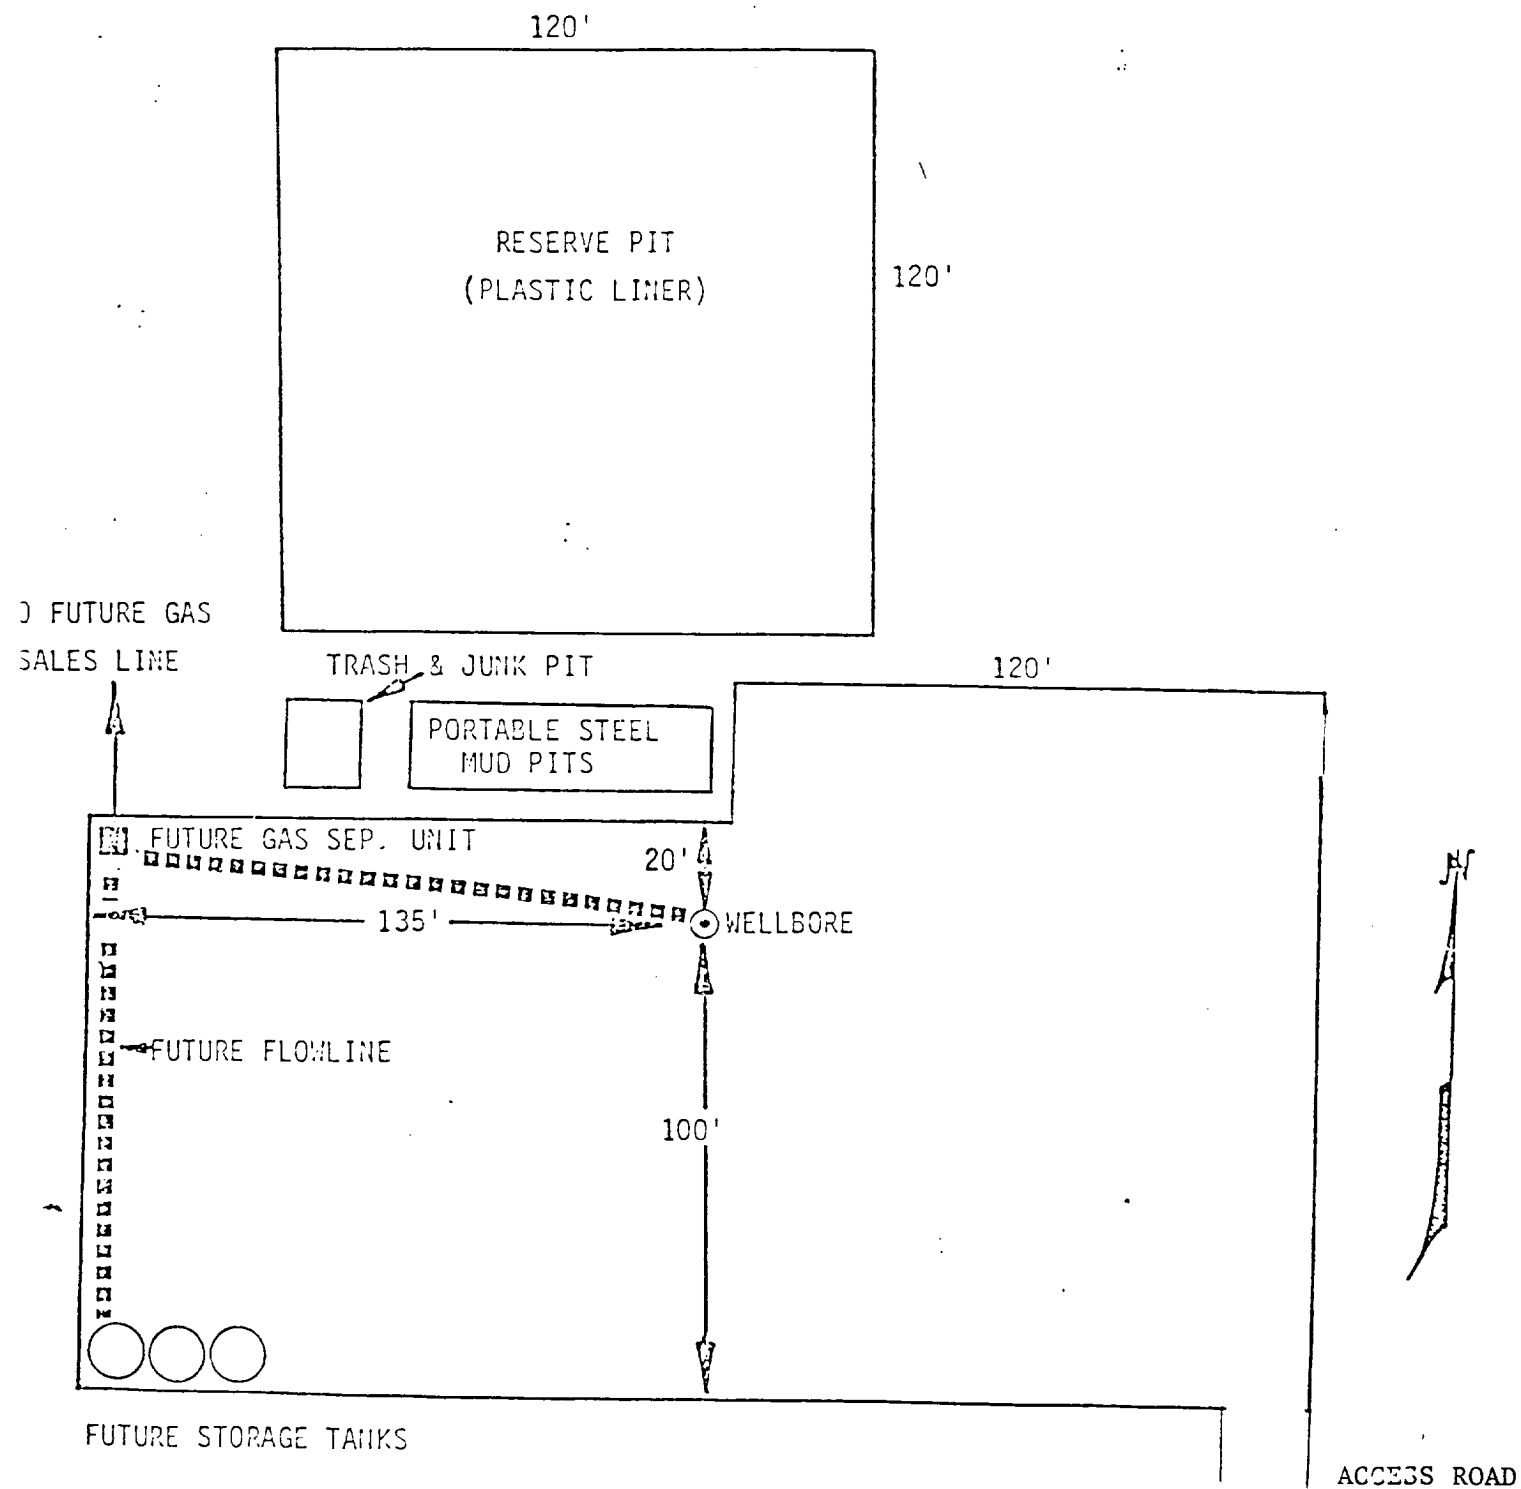 120'
RESERVE PIT
(PLASTIC LINER)
120'
FUTURE GAS
SALES LINE
TRASH & JUNK PIT
120'
PORTABLE STEEL
MUD PITS
FUTURE GAS SEP. UNIT
20'
N
135'
WELLBORE
FUTURE FLOWLINE
100'
FUTURE STORAGE TANKS
ACCESS ROAD